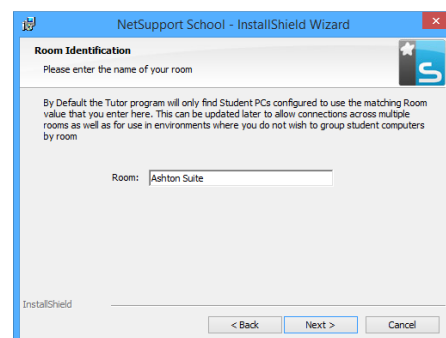 NetSupport School - InstallShield Wizard
Room Identification
Please enter the name of your room
S
By Default the Tutor program will only find Student PCs configured to use the matching Room
value that you enter here. This can be updated later to allow connections across multiple
rooms as well as for use in environments where you do not wish to group student computers
by room
Room: Ashton Suite
InstallShield
< Back Next > Cancel